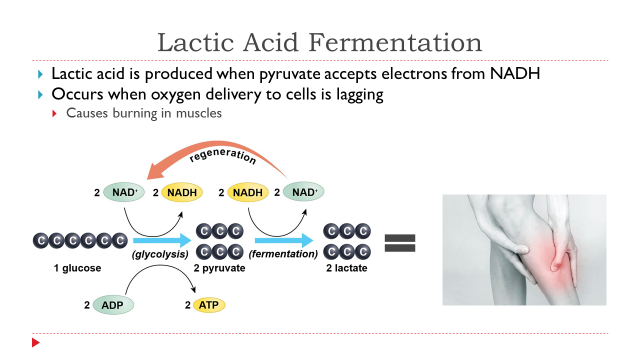 Lactic Acid Fermentation
Lactic acid is produced when pyruvate accepts electrons from NADH
Occurs when oxygen delivery to cells is lagging
Causes burning in muscles
regeneration
2 NAD⁺ 2 NADH 2 NADH 2 NAD⁺
C C C C C C C C C C C C
(glycolysis) C C C (fermentation) C C C
1 glucose 2 pyruvate 2 lactate
2 ADP 2 ATP